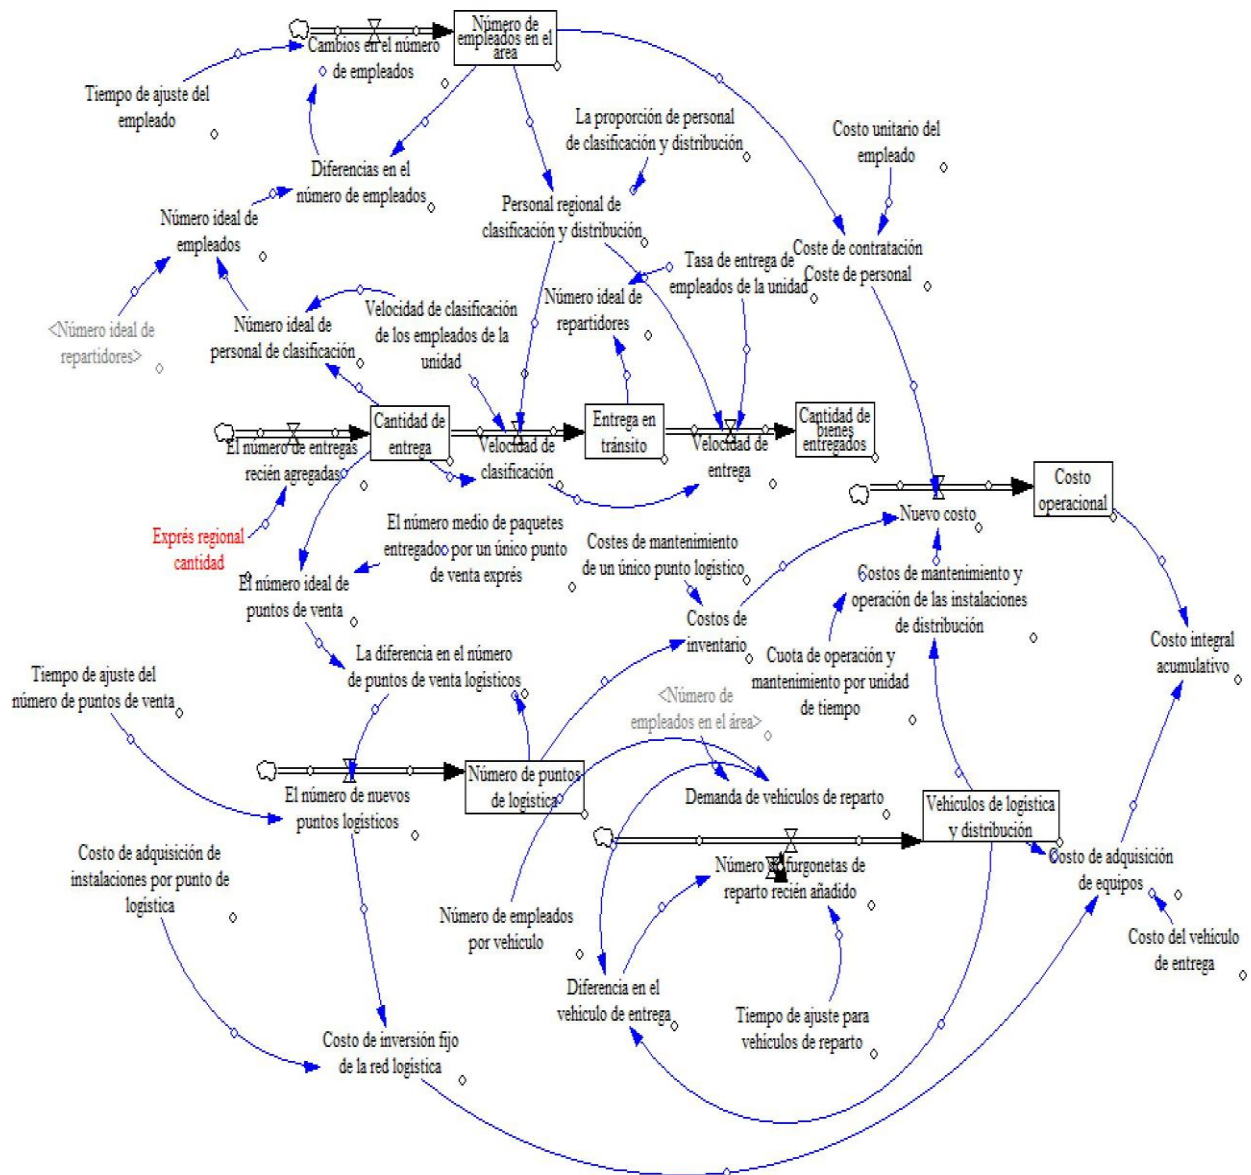 Número de
empleados en el
área
Cambios en el número
de empleados
Tiempo de ajuste del
empleado
La proporción de personal
de clasificación y distribución
Costo unitario del
empleado
Diferencias en el
número de empleados
Número ideal de
empleados
Personal regional de
clasificación y distribución
Coste de contratación
Coste de personal
Tasa de entrega de
empleados de la unidad
Número ideal de
repartidores
<Número ideal de
repartidores>
Número ideal de
personal de clasificación
Velocidad de clasificación
de los empleados de la
unidad
Cantidad de
entrega
Entrega en
tránsito
Cantidad de
bienes
entregados
El número de entregas
recién agregadas
Velocidad de
clasificación
Velocidad de
entrega
Costo
operacional
Nuevo costo
Exprés regional
cantidad
El número medio de paquetes
entregados por un único punto
de venta exprés
Costes de mantenimiento
de un único punto logístico
El número ideal de
puntos de venta
Costos de mantenimiento y
operación de las instalaciones
de distribución
Costos de
inventario
Costo integral
acumulativo
Tiempo de ajuste del
número de puntos de venta
La diferencia en el número
de puntos de venta logísticos
Cuota de operación y
mantenimiento por unidad
de tiempo
<Número de
empleados en el área>
Número de puntos
de logística
El número de nuevos
puntos logísticos
Demanda de vehículos de reparto
Vehículos de logística
y distribución
Costo de adquisición de
instalaciones por punto de
logística
Número furgonetas de
reparto recién añadido
Costo de adquisición
de equipos
Número de empleados
por vehículo
Costo del vehículo
de entrega
Diferencia en el
vehículo de entrega
Tiempo de ajuste para
vehículos de reparto
Costo de inversión fijo
de la red logística